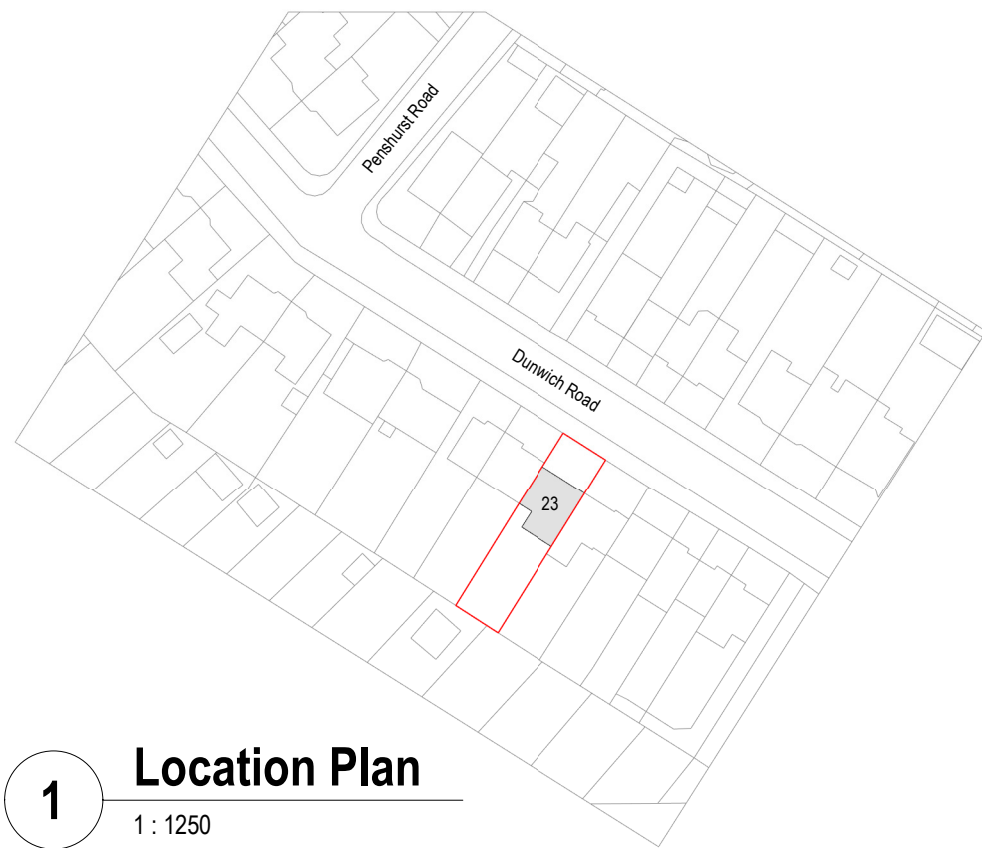 Penshurst Road
Dunwich Road
23
1
Location Plan
1 : 1250